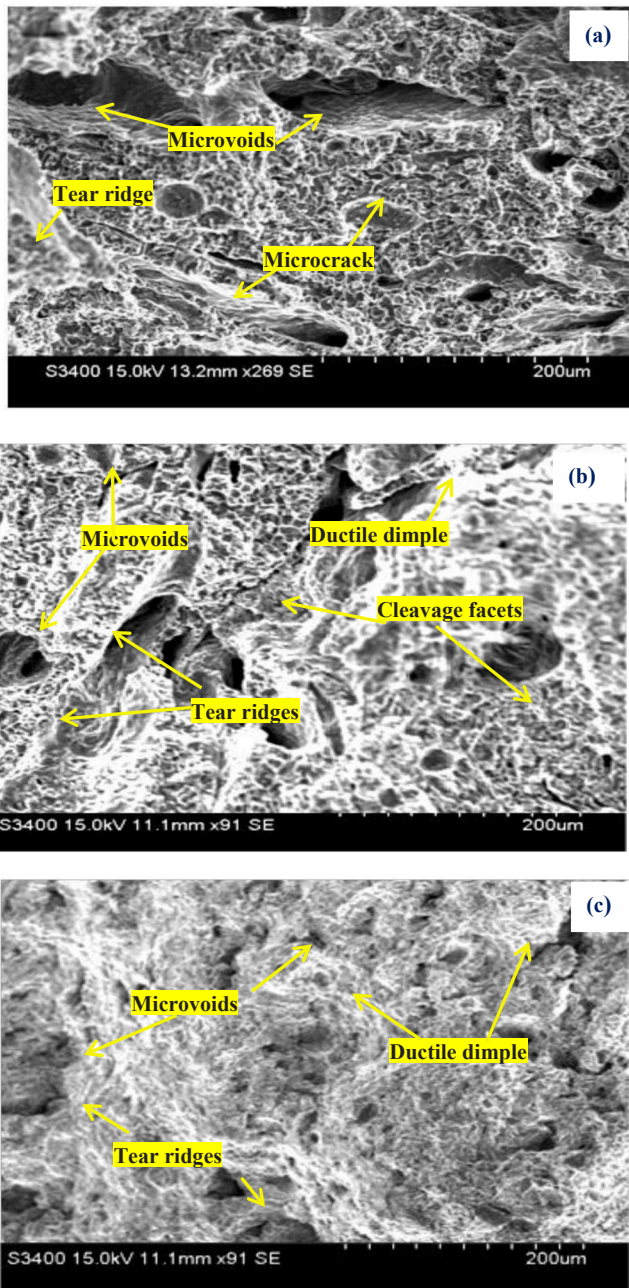 (a)
Microvoids
Tear ridge
Microcrack
S3400 15.0kV 13.2mm x269 SE 200um
(b)
Microvoids
Ductile dimple
Cleavage facets
Tear ridges
S3400 15.0kV 11.1mm x91 SE 200um
(c)
Microvoids
Ductile dimple
Tear ridges
S3400 15.0kV 11.1mm x91 SE 200um